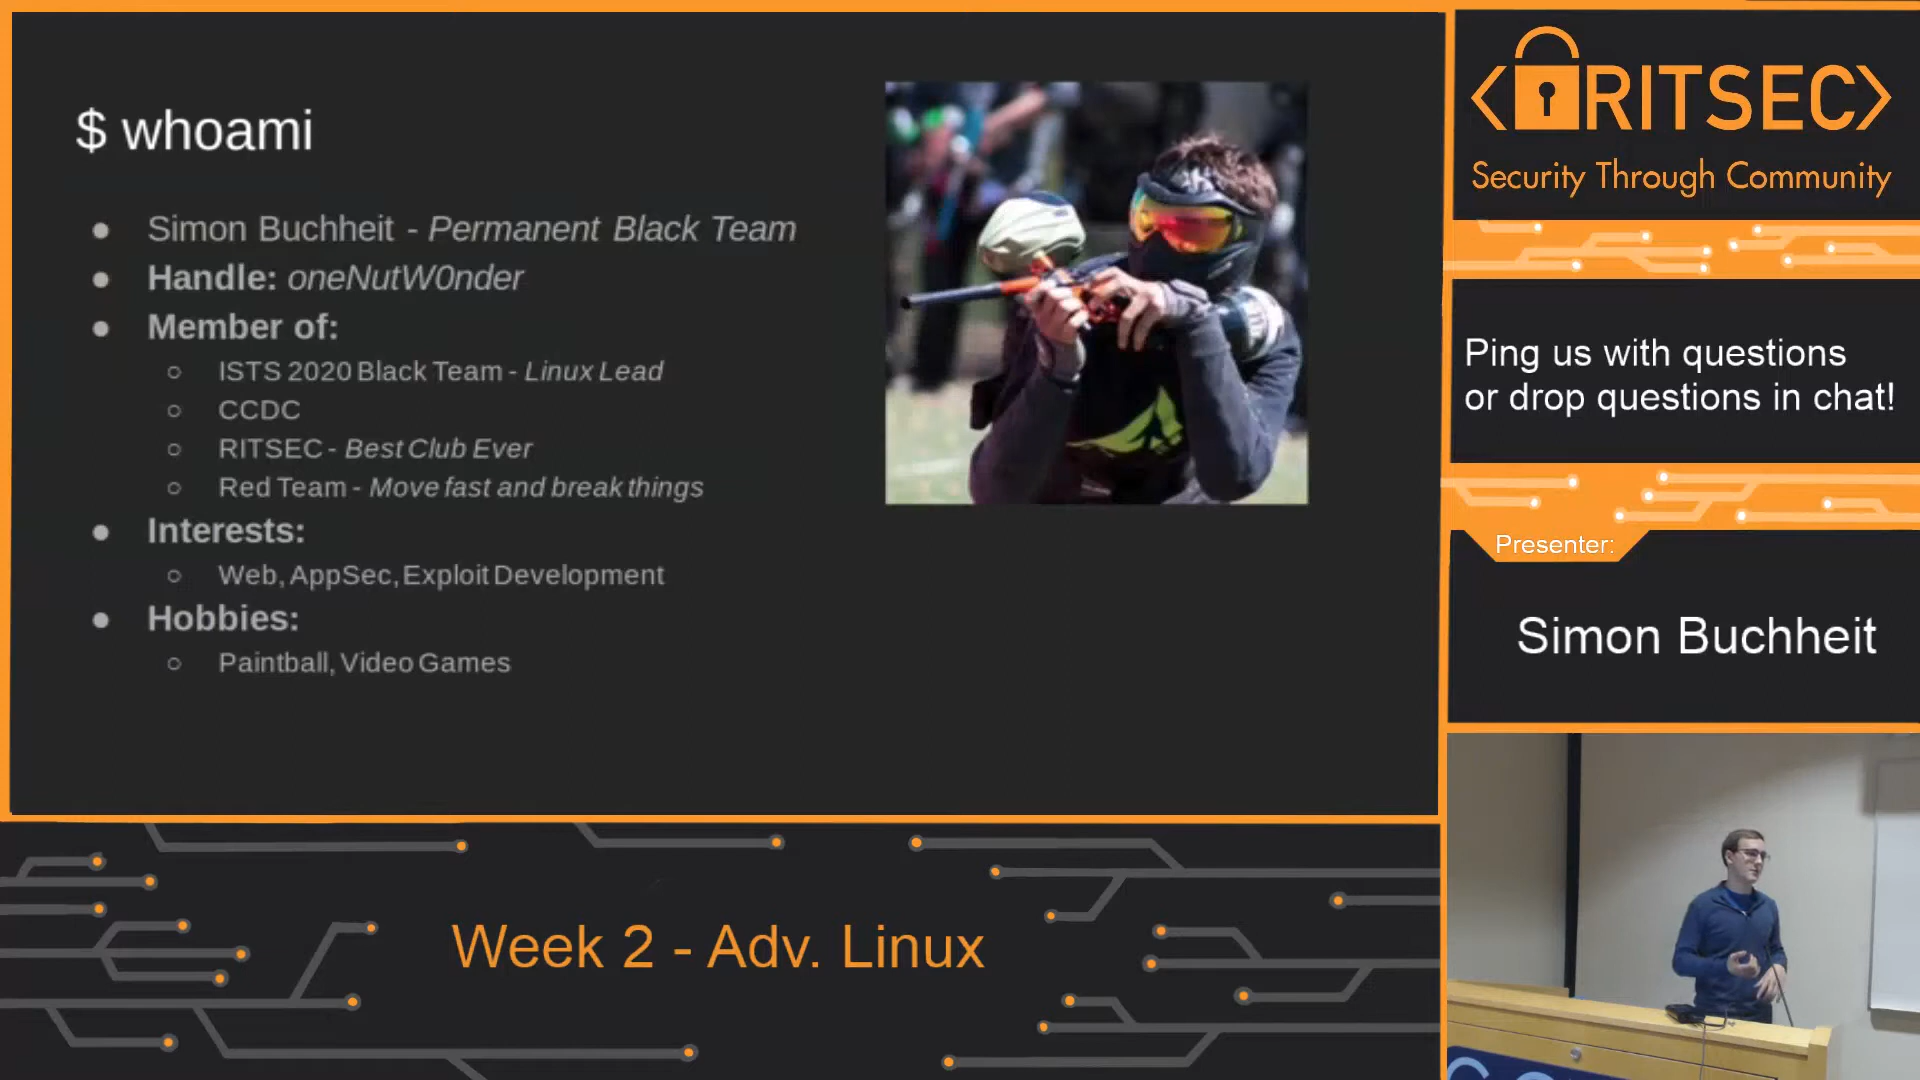 $ whoami
● Simon Buchheit - Permanent Black Team
● Handle: oneNutW0nder
● Member of:
○ ISTS 2020 Black Team - Linux Lead
○ CCDC
○ RITSEC - Best Club Ever
○ Red Team - Move fast and break things
● Interests:
○ Web, AppSec, Exploit Development
● Hobbies:
○ Paintball, Video Games
<RITSEC>
Security Through Community
Ping us with questions
or drop questions in chat!
Presenter:
Simon Buchheit
Week 2 - Adv. Linux